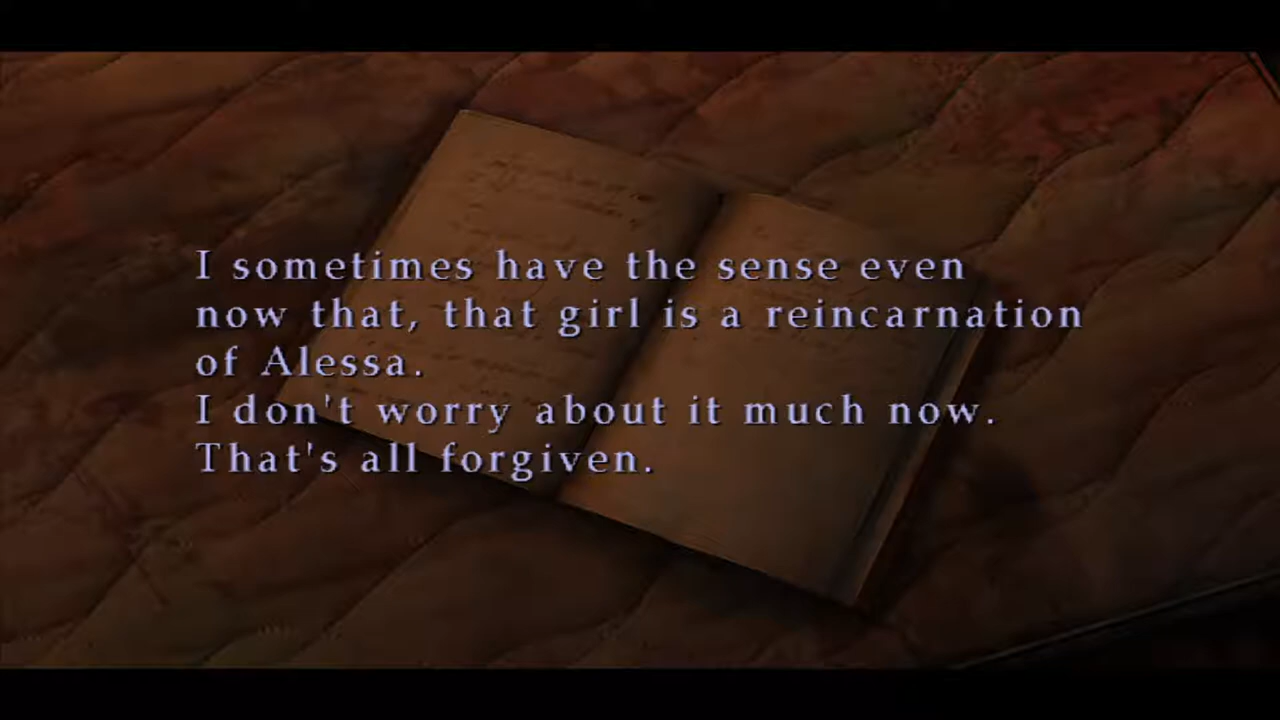 I sometimes have the sense even
now that, that girl is a reincarnation
of Alessa.
I don't worry about it much now.
That's all forgiven.